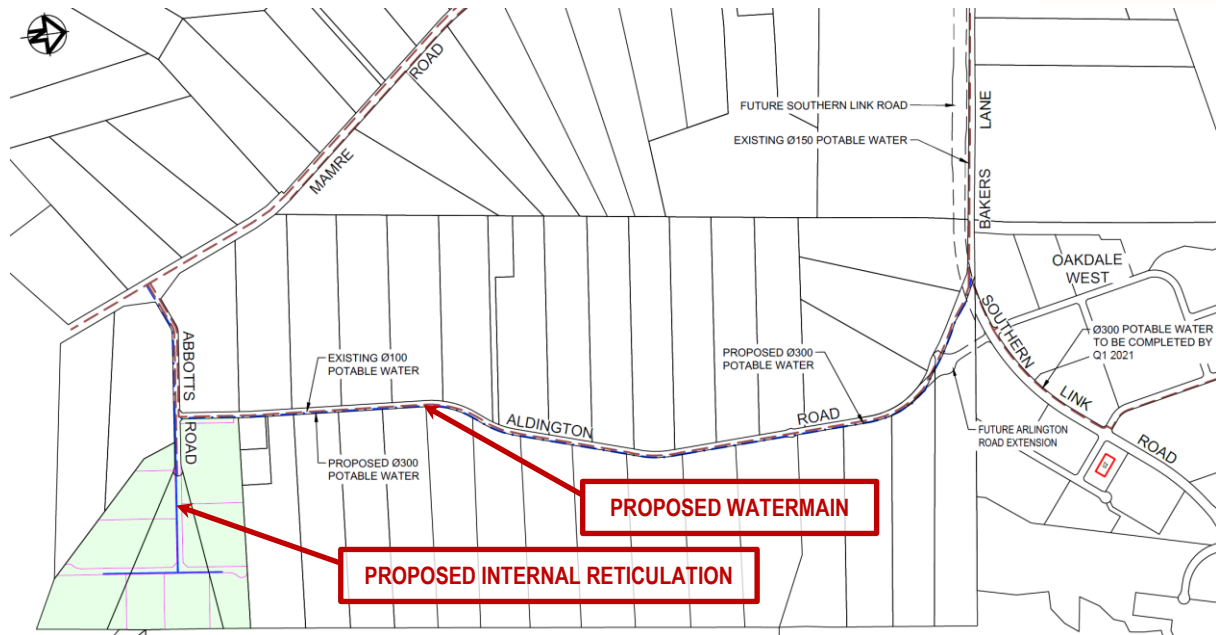 N
ROAD
MAMRE
FUTURE SOUTHERN LINK ROAD
EXISTING Ø150 POTABLE WATER
LANE
BAKERS
OAKDALE
WEST
SOUTHERN
LINK
ROAD
Ø300 POTABLE WATER
TO BE COMPLETED BY
Q1 2021
ABBOTTS
ROAD
EXISTING Ø100
POTABLE WATER
PROPOSED Ø300
POTABLE WATER
ALDINGTON
ROAD
PROPOSED Ø300
POTABLE WATER
FUTURE ARLINGTON
ROAD EXTENSION
PROPOSED WATERMAIN
PROPOSED INTERNAL RETICULATION